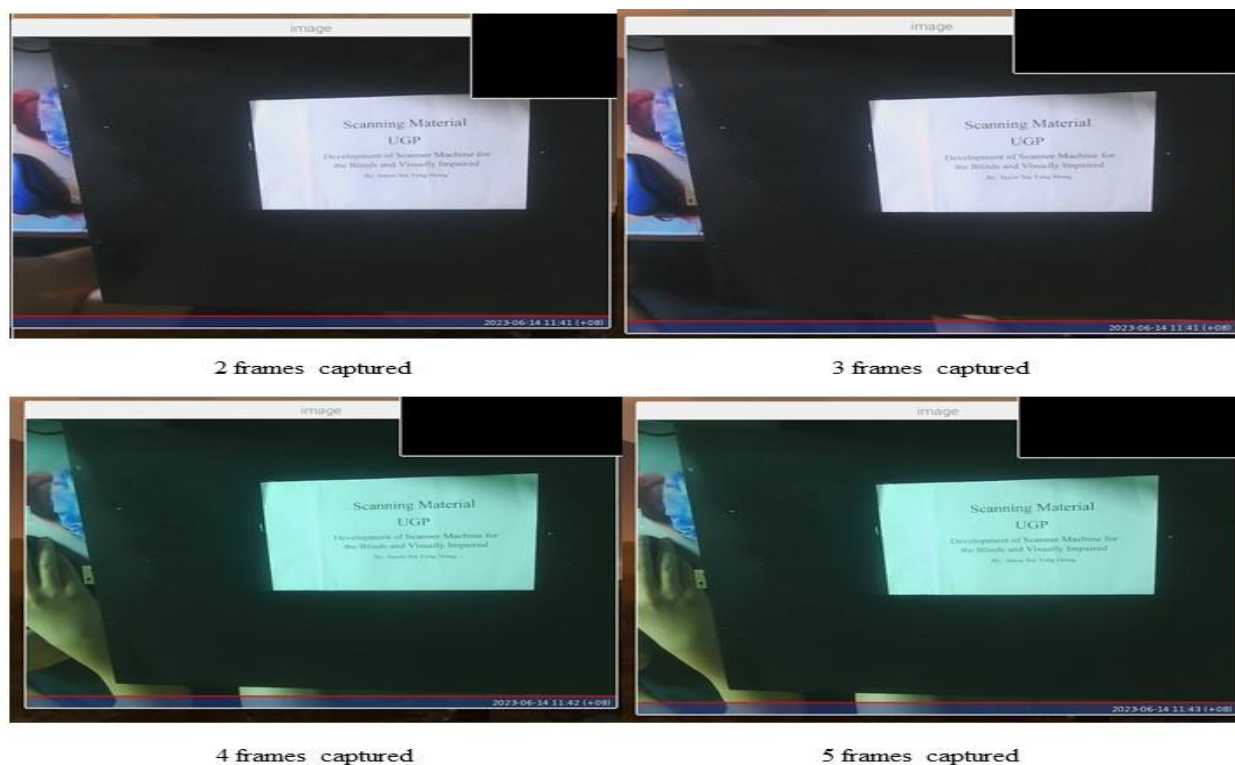 image
image
Scanning Material
UGP
Development of Scanner Machine for
the Blinds and Visually Impaired
Scanning Material
UGP
Development of Scanner Machine for
the Blinds and Visually Impaired
2023-06-14 11:41 (+08)
2023-06-14 11:41 (+08)
2 frames captured
3 frames captured
image
image
Scanning Material
UGP
Development of Scanner Machine for
the Blinds and Visually Impaired
Scanning Material
UGP
Development of Scanner Machine for
the Blinds and Visually Impaired
2023-06-14 11:42 (+08)
2023-06-14 11:43 (+08)
4 frames captured
5 frames captured